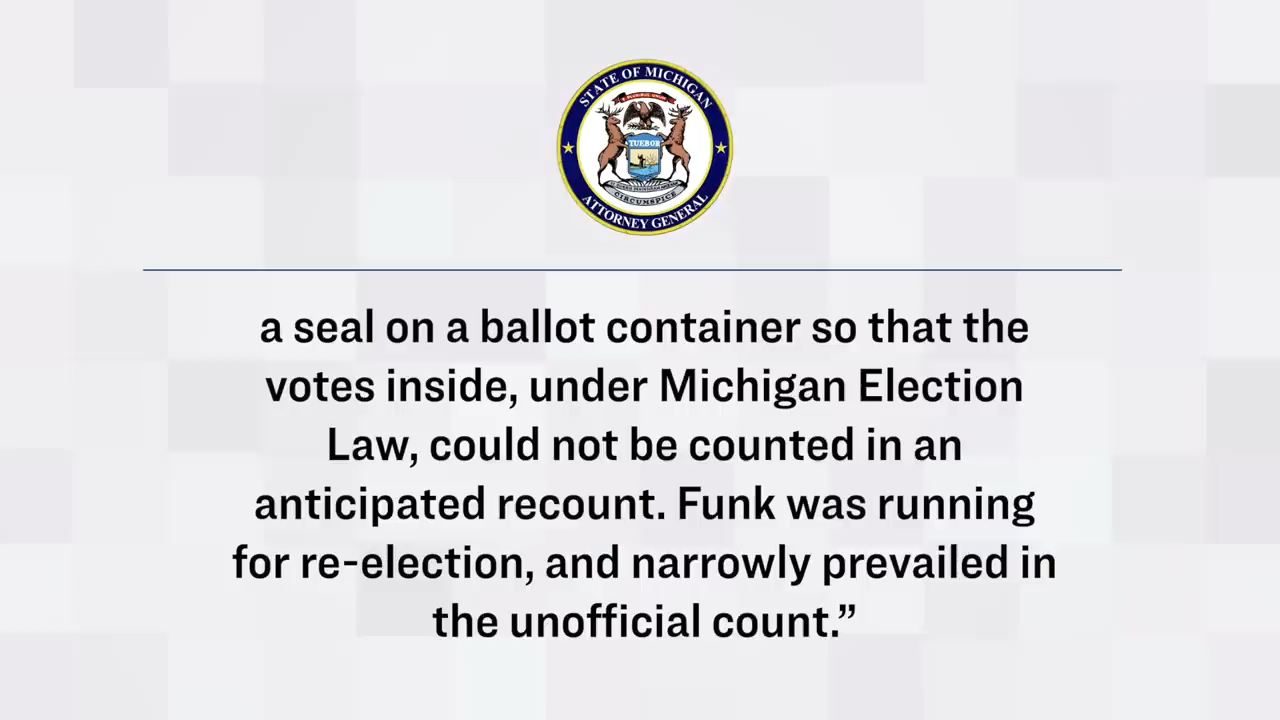 STATE OF MICHIGAN
E PLURIBUS UNUM
TUEBOR
CIRCUMSPICE
ATTORNEY GENERAL
a seal on a ballot container so that the
votes inside, under Michigan Election
Law, could not be counted in an
anticipated recount. Funk was running
for re-election, and narrowly prevailed in
the unofficial count.”